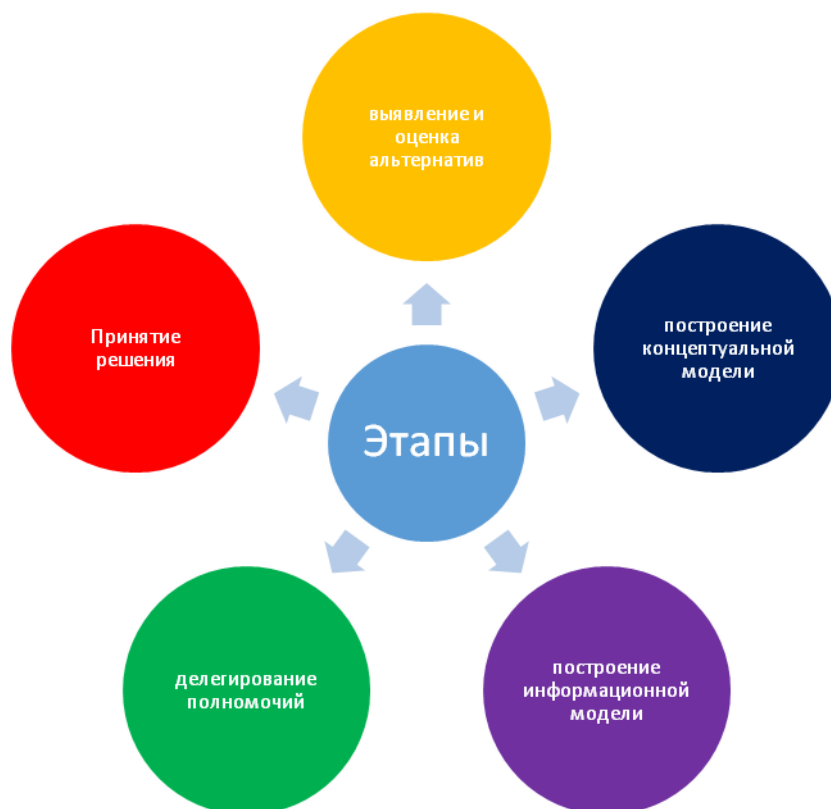 выявление и
оценка
альтернатив
Принятие
решения
построение
концептуальной
модели
Этапы
делегирование
полномочий
построение
информационной
модели